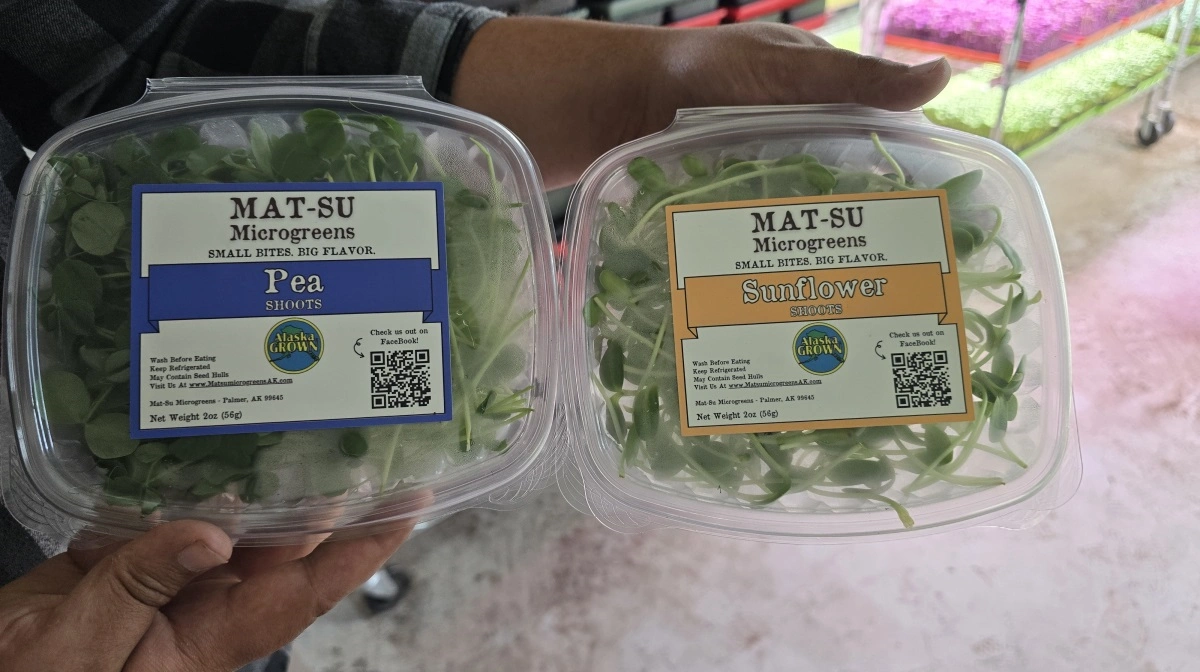 MAT-SU
Microgreens
SMALL BITES. BIG FLAVOR.
Pea
SHOOTS
Alaska
GROWN
Check us out on
FaceBook!
Wash Before Eating
Keep Refrigerated
May Contain Seed Hulls
Visit Us At www.MatsumicrogreensAK.com
Mat-Su Microgreens - Palmer, AK 99645
Net Weight 2oz (56g)
MAT-SU
Microgreens
SMALL BITES. BIG FLAVOR.
Sunflower
SHOOTS
Alaska
GROWN
Check us out on
FaceBook!
Wash Before Eating
Keep Refrigerated
May Contain Seed Hulls
Visit Us At www.MatsumicrogreensAK.com
Mat-Su Microgreens - Palmer, AK 99645
Net Weight 2oz (56g)